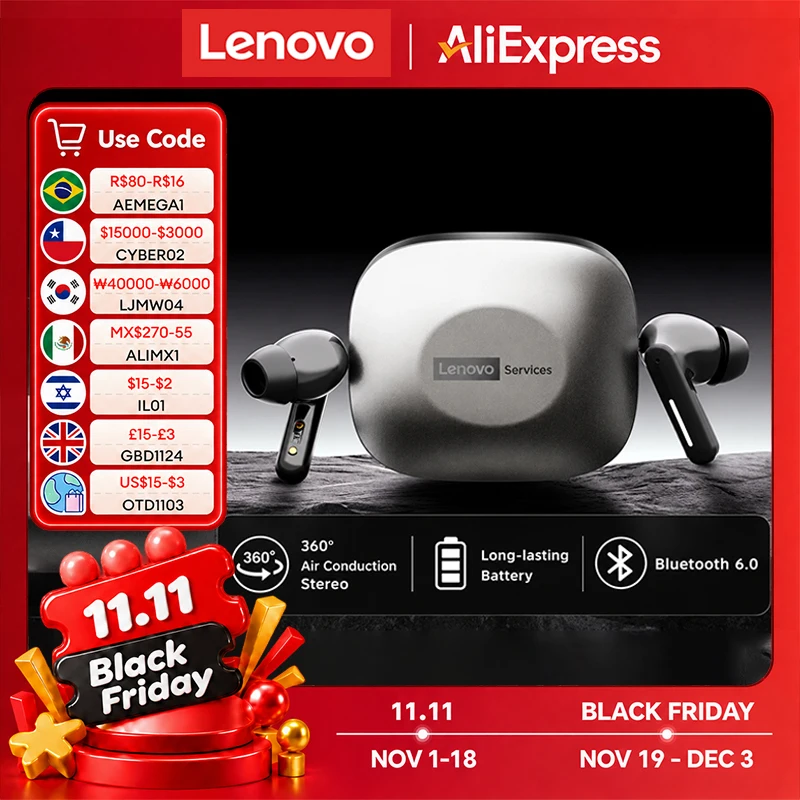 Lenovo
AliExpress
Use Code
R$80-R$16
AEMEGA1
$15000-$3000
CYBER02
₩40000-₩6000
LJMW04
MX$270-55
ALIMX1
$15-$2
IL01
£15-£3
GBD1124
US$15-$3
OTD1103
Lenovo Services
360°
360°
Air Conduction
Stereo
Long-lasting
Battery
Bluetooth 6.0
11.11
Black
Friday
11.11
NOV 1-18
BLACK FRIDAY
NOV 19 - DEC 3